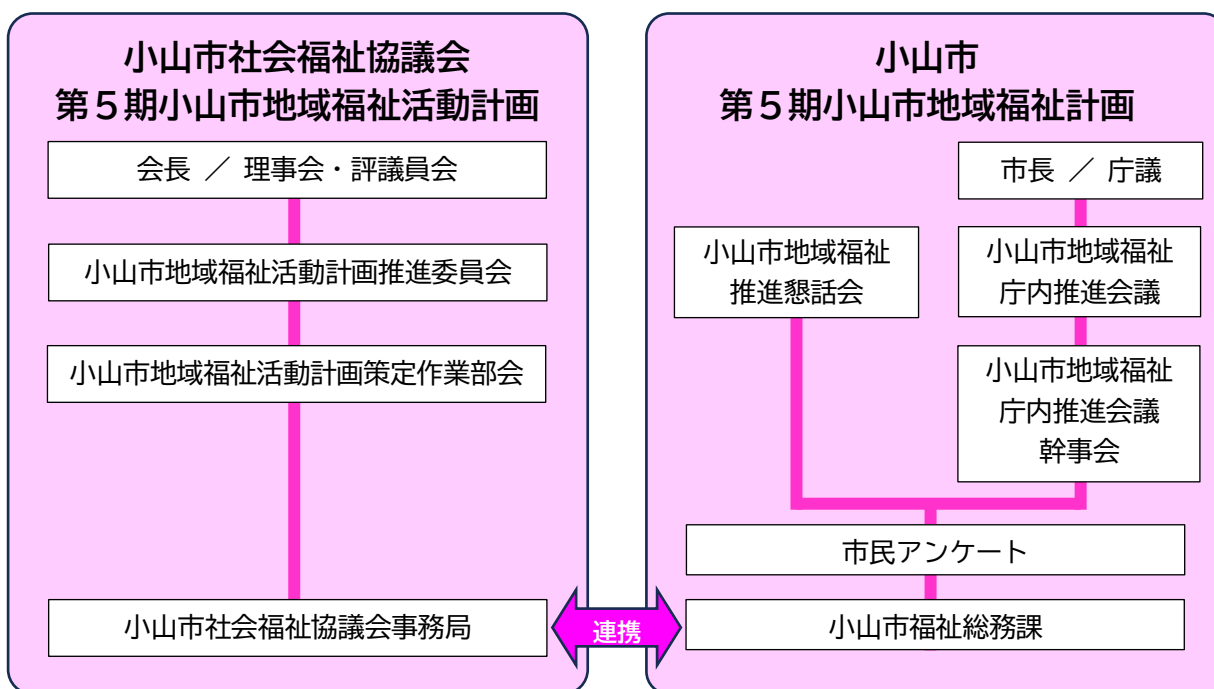 小山市社会福祉協議会
第５期小山市地域福祉活動計画
会長 ／ 理事会・評議員会
小山市地域福祉活動計画推進委員会
小山市地域福祉活動計画策定作業部会
小山市社会福祉協議会事務局
連携
小山市
第５期小山市地域福祉計画
市長 ／ 庁議
小山市地域福祉
推進懇話会
小山市地域福祉
庁内推進会議
小山市地域福祉
庁内推進会議
幹事会
市民アンケート
小山市福祉総務課